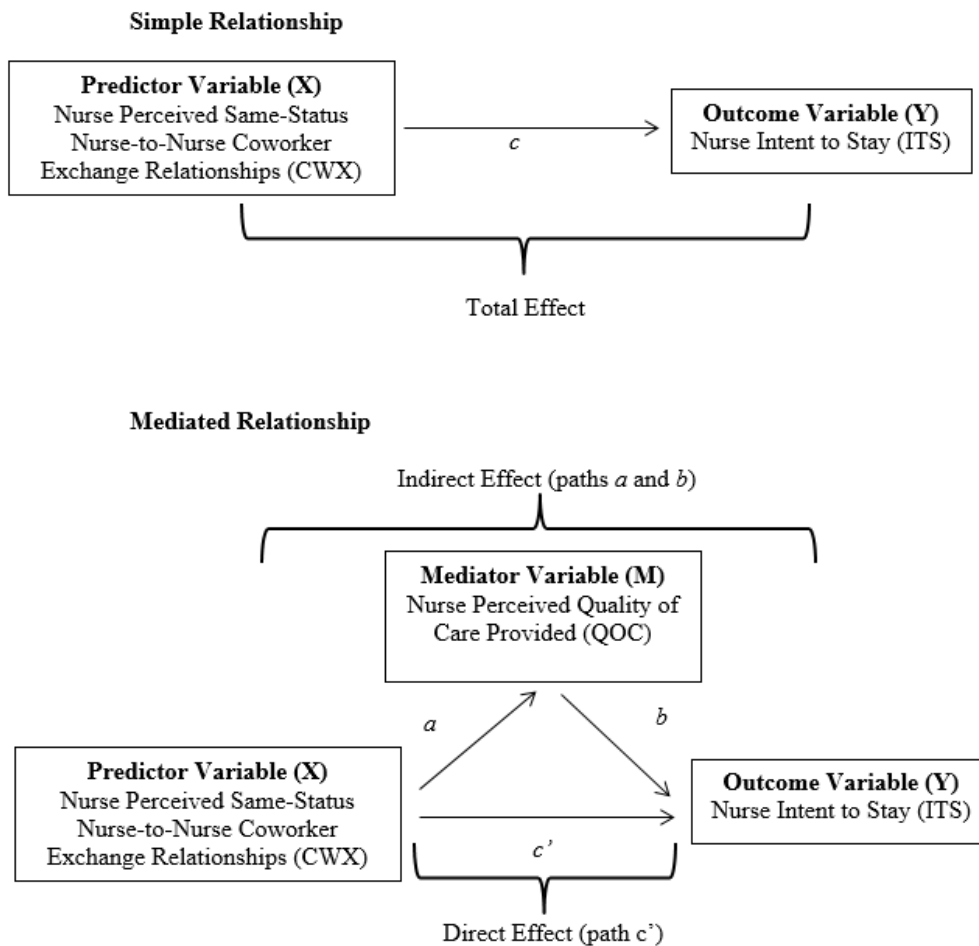 Simple Relationship
Predictor Variable (X)
Nurse Perceived Same-Status
Nurse-to-Nurse Coworker
Exchange Relationships (CWX)
c
Outcome Variable (Y)
Nurse Intent to Stay (ITS)
Total Effect
Mediated Relationship
Indirect Effect (paths a and b)
Mediator Variable (M)
Nurse Perceived Quality of
Care Provided (QOC)
a
b
Predictor Variable (X)
Nurse Perceived Same-Status
Nurse-to-Nurse Coworker
Exchange Relationships (CWX)
c’
Outcome Variable (Y)
Nurse Intent to Stay (ITS)
Direct Effect (path c’)